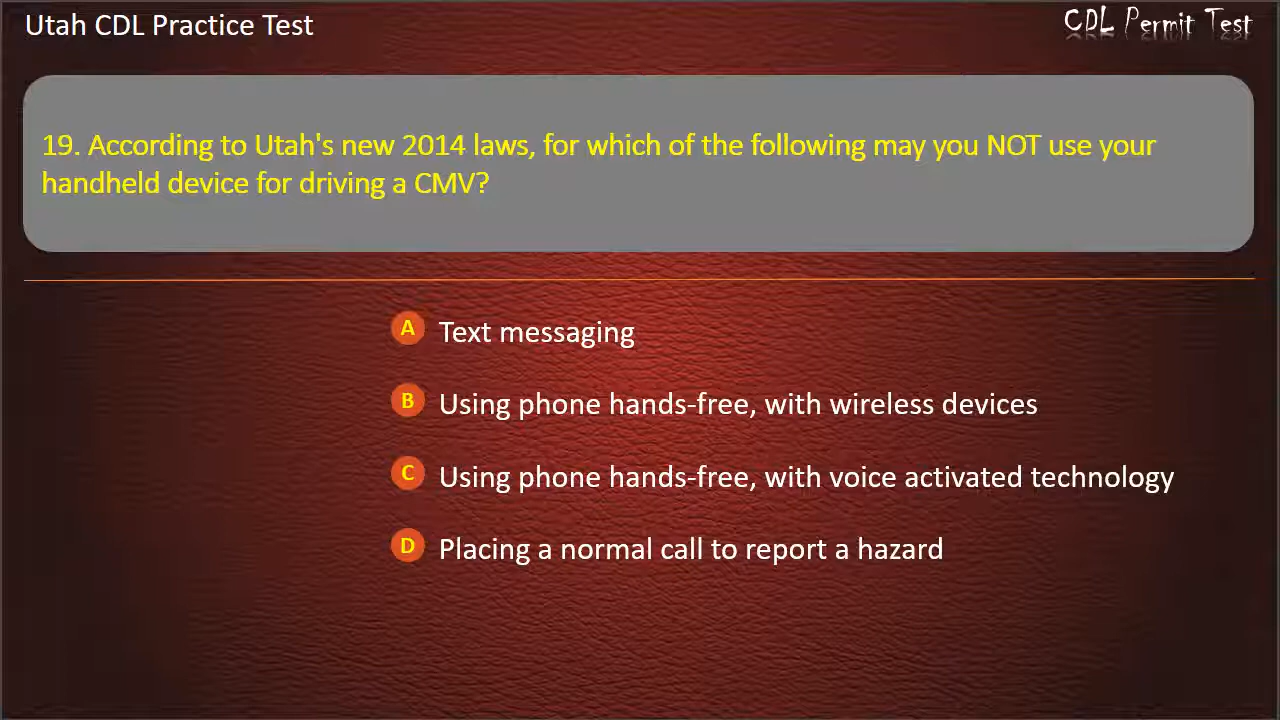 Utah CDL Practice Test
CDL Permit Test
19. According to Utah's new 2014 laws, for which of the following may you NOT use your
handheld device for driving a CMV?
A Text messaging
B Using phone hands-free, with wireless devices
C Using phone hands-free, with voice activated technology
D Placing a normal call to report a hazard